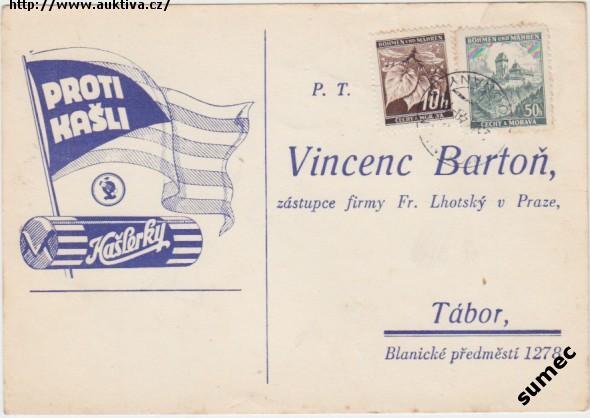 http://www.auktiva.cz/
PROTI
KAŠLI
Kašlerky
P. T.
BÖHMEN UND MÄHREN
10h
ČECHY A MORAVA
BÖHMEN UND MÄHREN
50h
ČECHY A MORAVA
Vincenc Bartoň,
zástupce firmy Fr. Lhotský v Praze,
Tábor,
Blanické předměstí 1278
sumec